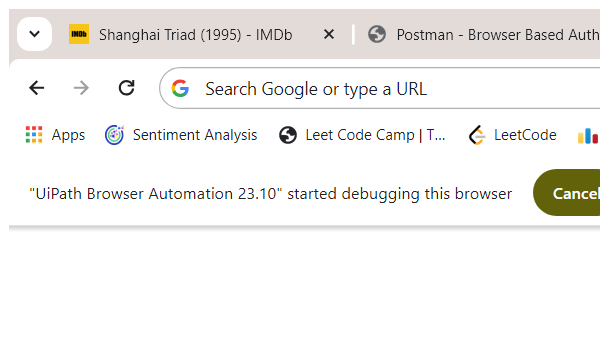 Shanghai Triad (1995) - IMDb Postman - Browser Based Auth
Search Google or type a URL
Apps Sentiment Analysis Leet Code Camp | T... LeetCode
"UiPath Browser Automation 23.10" started debugging this browser Cancel